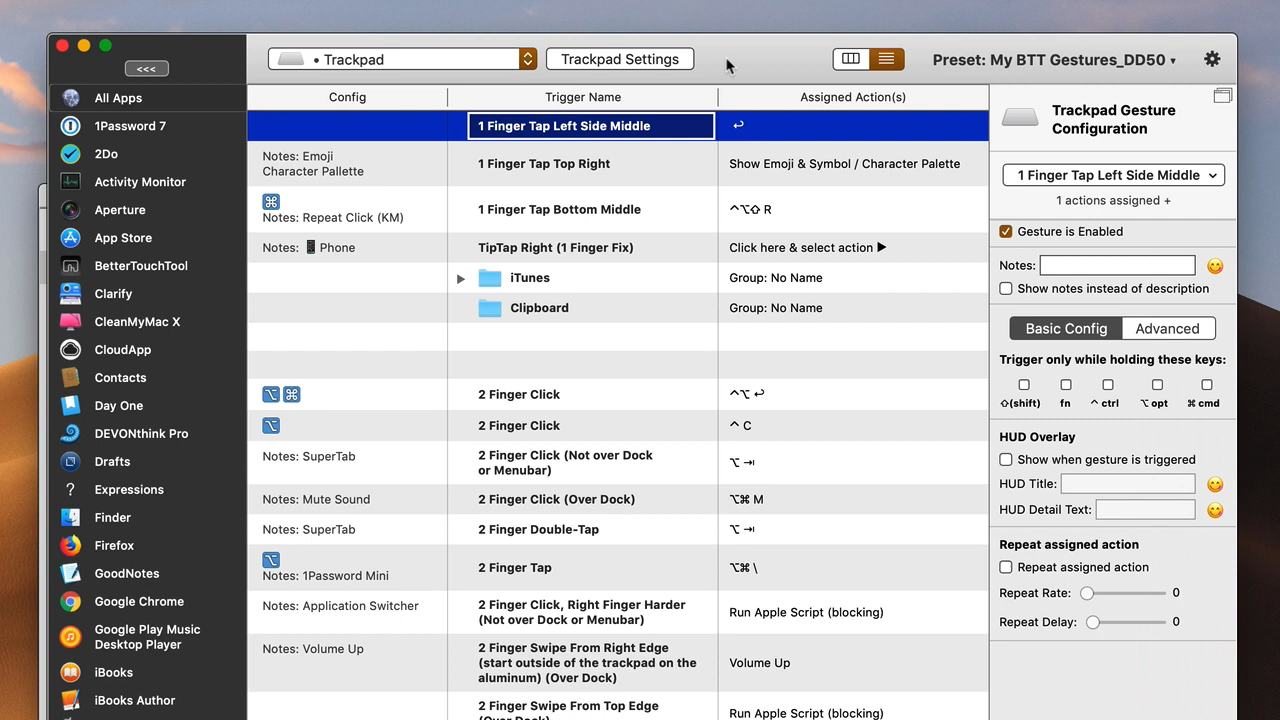 <<<
• Trackpad
Trackpad Settings
Preset: My BTT Gestures_DD50 ▾
All Apps
1Password 7
2Do
Activity Monitor
Aperture
App Store
BetterTouchTool
Clarify
CleanMyMac X
CloudApp
Contacts
Day One
DEVONthink Pro
Drafts
Expressions
Finder
Firefox
GoodNotes
Google Chrome
Google Play Music
Desktop Player
iBooks
iBooks Author
Config
Trigger Name
Assigned Action(s)
1 Finger Tap Left Side Middle
↩
Notes: Emoji
Character Pallette
1 Finger Tap Top Right
Show Emoji & Symbol / Character Palette
⌘
Notes: Repeat Click (KM)
1 Finger Tap Bottom Middle
^⌥⇧ R
Notes: 📱 Phone
TipTap Right (1 Finger Fix)
Click here & select action ▶
iTunes
Group: No Name
Clipboard
Group: No Name
⌥ ⌘
2 Finger Click
^⌥ ↩
⌥
2 Finger Click
^ C
Notes: SuperTab
2 Finger Click (Not over Dock
or Menubar)
⌥ ⇥
Notes: Mute Sound
2 Finger Click (Over Dock)
⌥⌘ M
Notes: SuperTab
2 Finger Double-Tap
⌥ ⇥
⌥
Notes: 1Password Mini
2 Finger Tap
⌥⌘ \
Notes: Application Switcher
2 Finger Click, Right Finger Harder
(Not over Dock or Menubar)
Run Apple Script (blocking)
Notes: Volume Up
2 Finger Swipe From Right Edge
(start outside of the trackpad on the
aluminum) (Over Dock)
Volume Up
2 Finger Swipe From Top Edge
(Over Dock)
Run Apple Script (blocking)
Trackpad Gesture
Configuration
1 Finger Tap Left Side Middle
1 actions assigned +
Gesture is Enabled
Notes:
Show notes instead of description
Basic Config
Advanced
Trigger only while holding these keys:
⇧(shift) fn ^ ctrl ⌥ opt ⌘ cmd
HUD Overlay
Show when gesture is triggered
HUD Title:
HUD Detail Text:
Repeat assigned action
Repeat assigned action
Repeat Rate: 0
Repeat Delay: 0